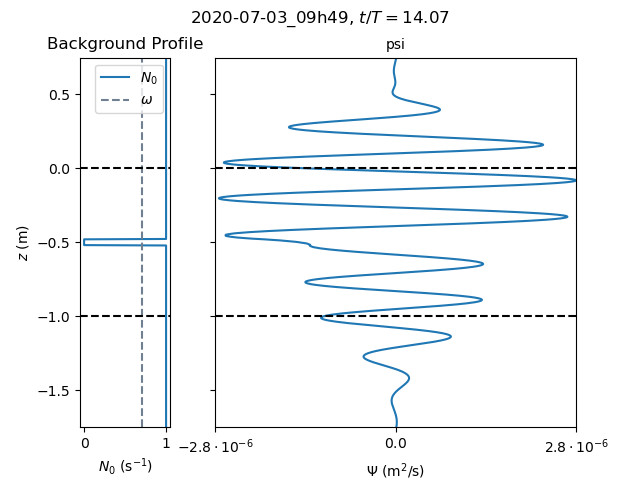 2020-07-03_09h49, t/T = 14.07
Background Profile
psi
N₀
ω
0.5
0.0
−0.5
−1.0
−1.5
z (m)
0
1
N₀ (s⁻¹)
−2.8 · 10⁻⁶
0.0
2.8 · 10⁻⁶
Ψ (m²/s)